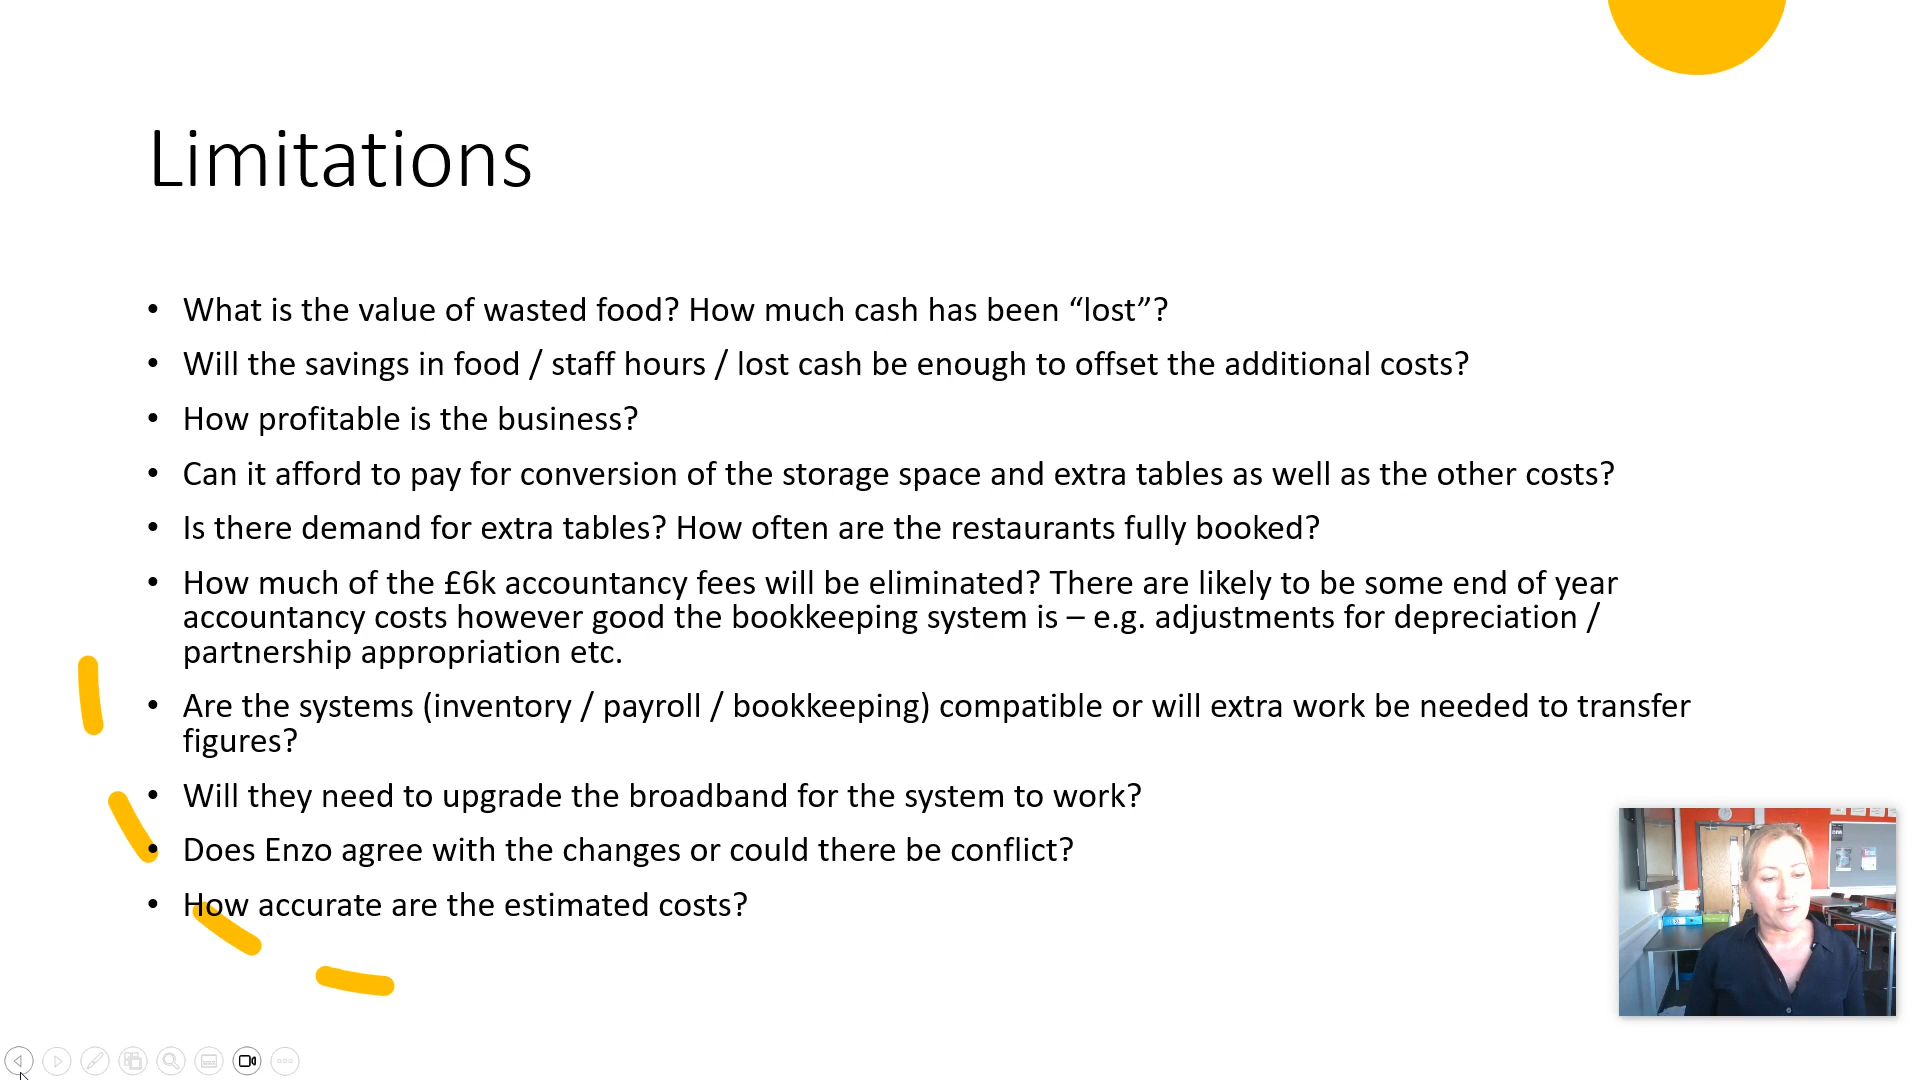 Limitations
• What is the value of wasted food? How much cash has been “lost”?
• Will the savings in food / staff hours / lost cash be enough to offset the additional costs?
• How profitable is the business?
• Can it afford to pay for conversion of the storage space and extra tables as well as the other costs?
• Is there demand for extra tables? How often are the restaurants fully booked?
• How much of the £6k accountancy fees will be eliminated? There are likely to be some end of year
accountancy costs however good the bookkeeping system is – e.g. adjustments for depreciation /
partnership appropriation etc.
• Are the systems (inventory / payroll / bookkeeping) compatible or will extra work be needed to transfer
figures?
• Will they need to upgrade the broadband for the system to work?
• Does Enzo agree with the changes or could there be conflict?
• How accurate are the estimated costs?